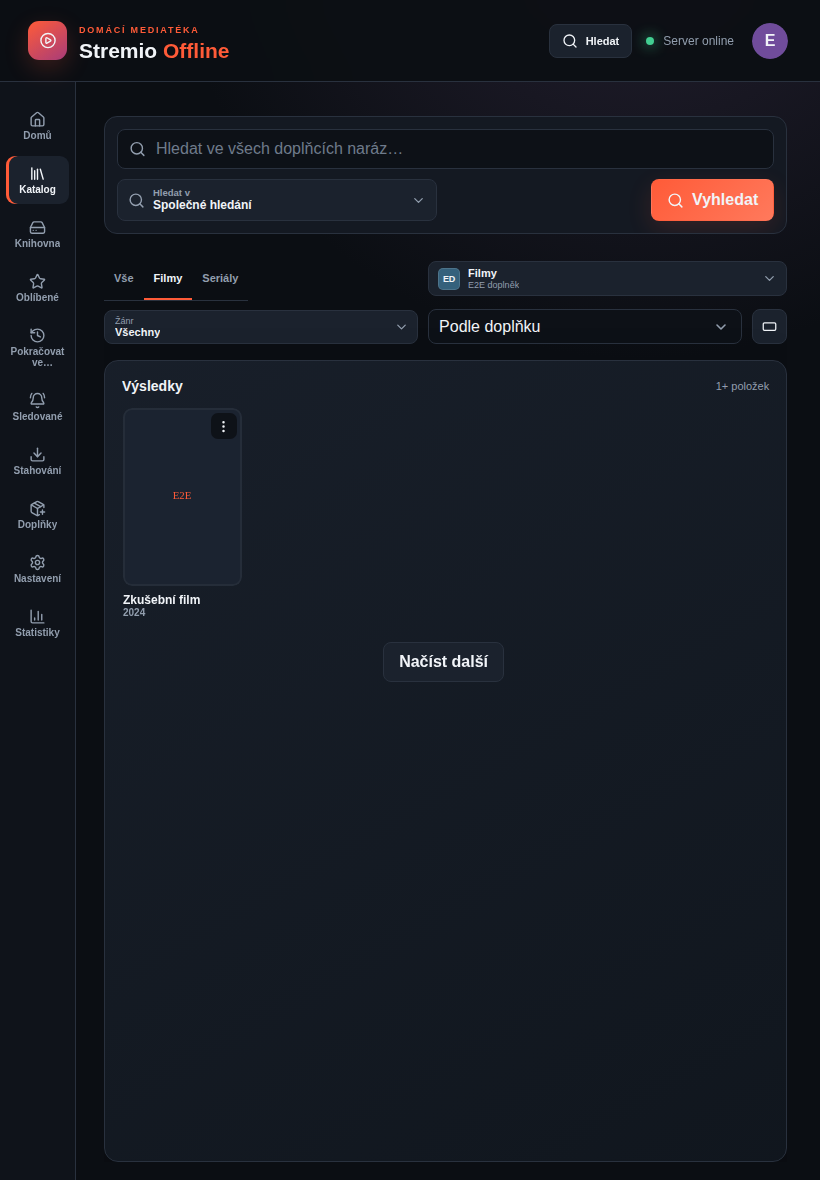 DOMÁCÍ MEDIATÉKA
Stremio Offline
Hledat
Server online
E
Domů
Katalog
Knihovna
Oblíbené
Pokračovat
ve…
Sledované
Stahování
Doplňky
Nastavení
Statistiky
Hledat ve všech doplňcích naráz…
Hledat v
Společné hledání
Vyhledat
Vše
Filmy
Seriály
ED
Filmy
E2E doplněk
Žánr
Všechny
Podle doplňku
Výsledky
1+ položek
E2E
Zkušební film
2024
Načíst další